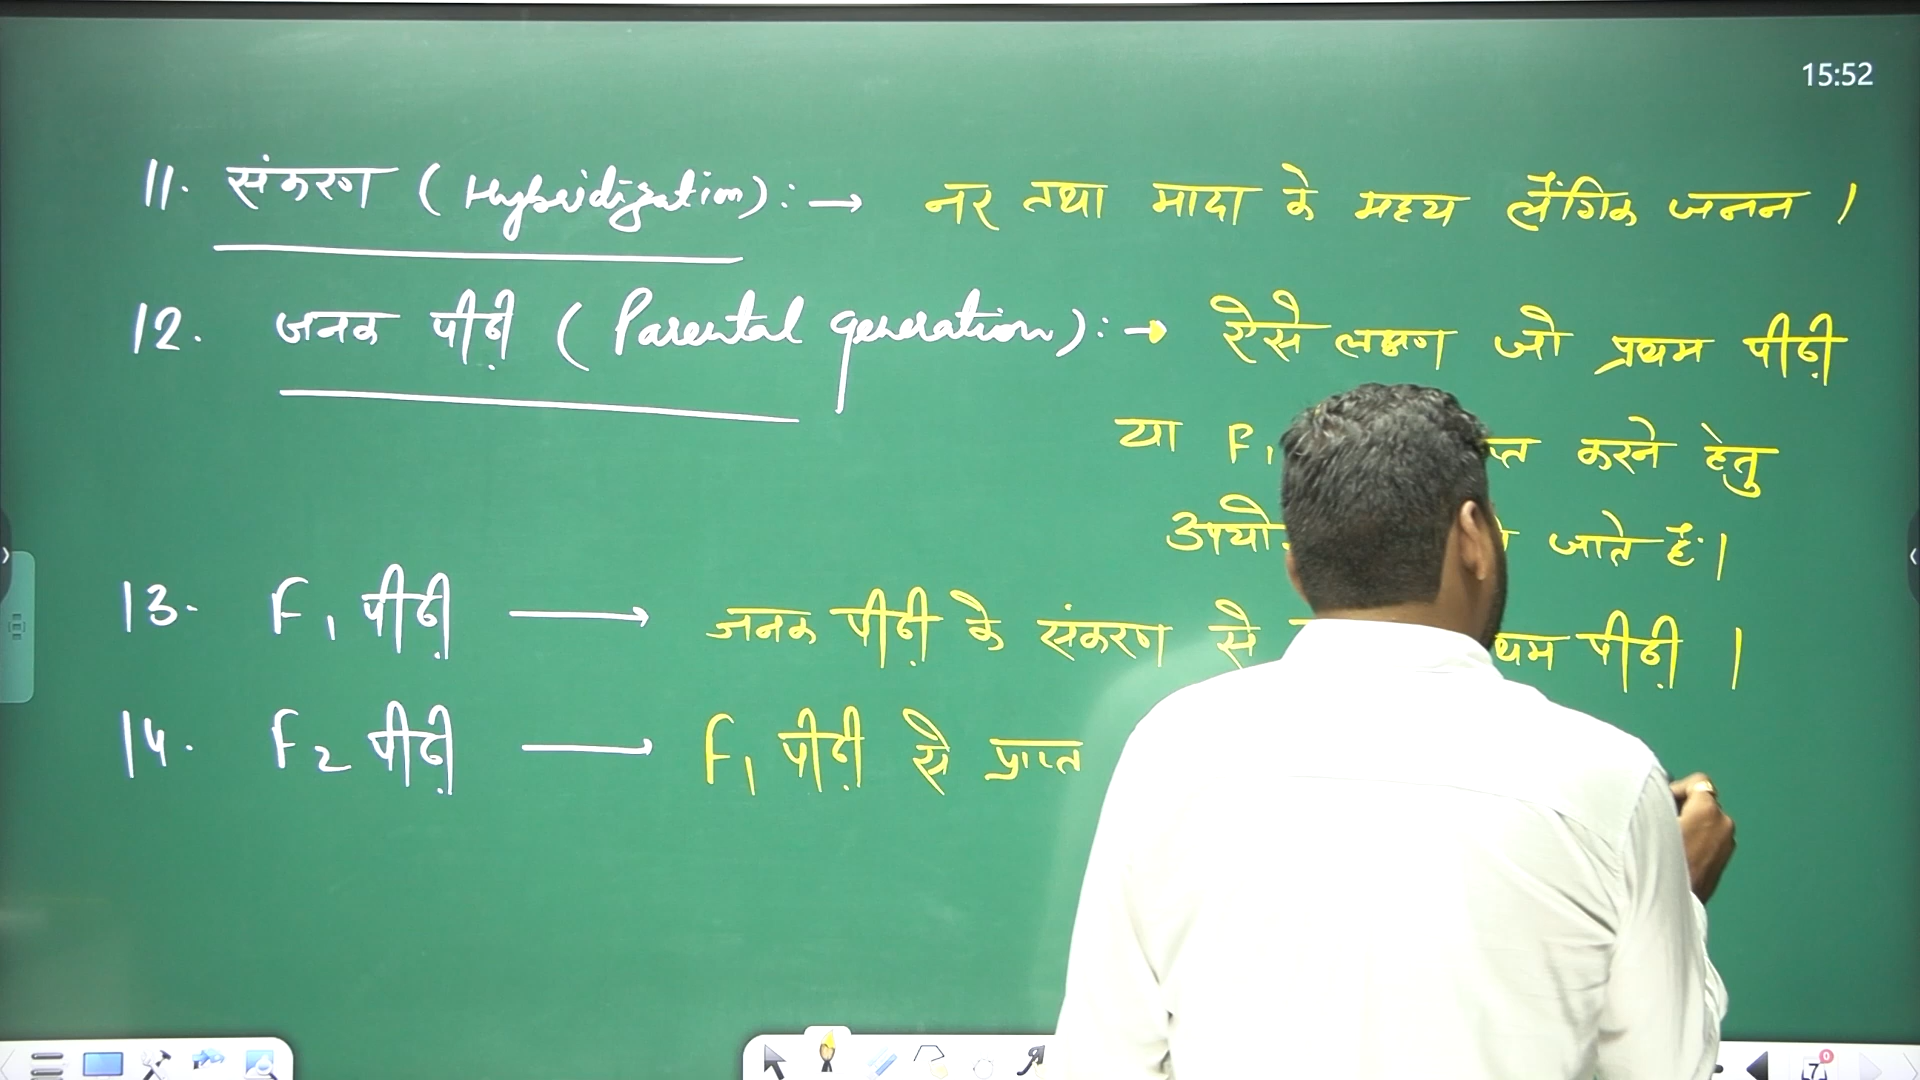 15:52
11. संकरण (Hybridization):→ नर तथा मादा के मध्य लैंगिक जनन ।
12. जनक पीढ़ी (Parental generation):→ ऐसे लक्षण जो प्रथम पीढ़ी
या F₁ करने हेतु
जाते हैं।
13. F₁ पीढ़ी → जनक पीढ़ी के संकरण से पीढ़ी ।
14. F₂ पीढ़ी → F₁ पीढ़ी से प्राप्त
7